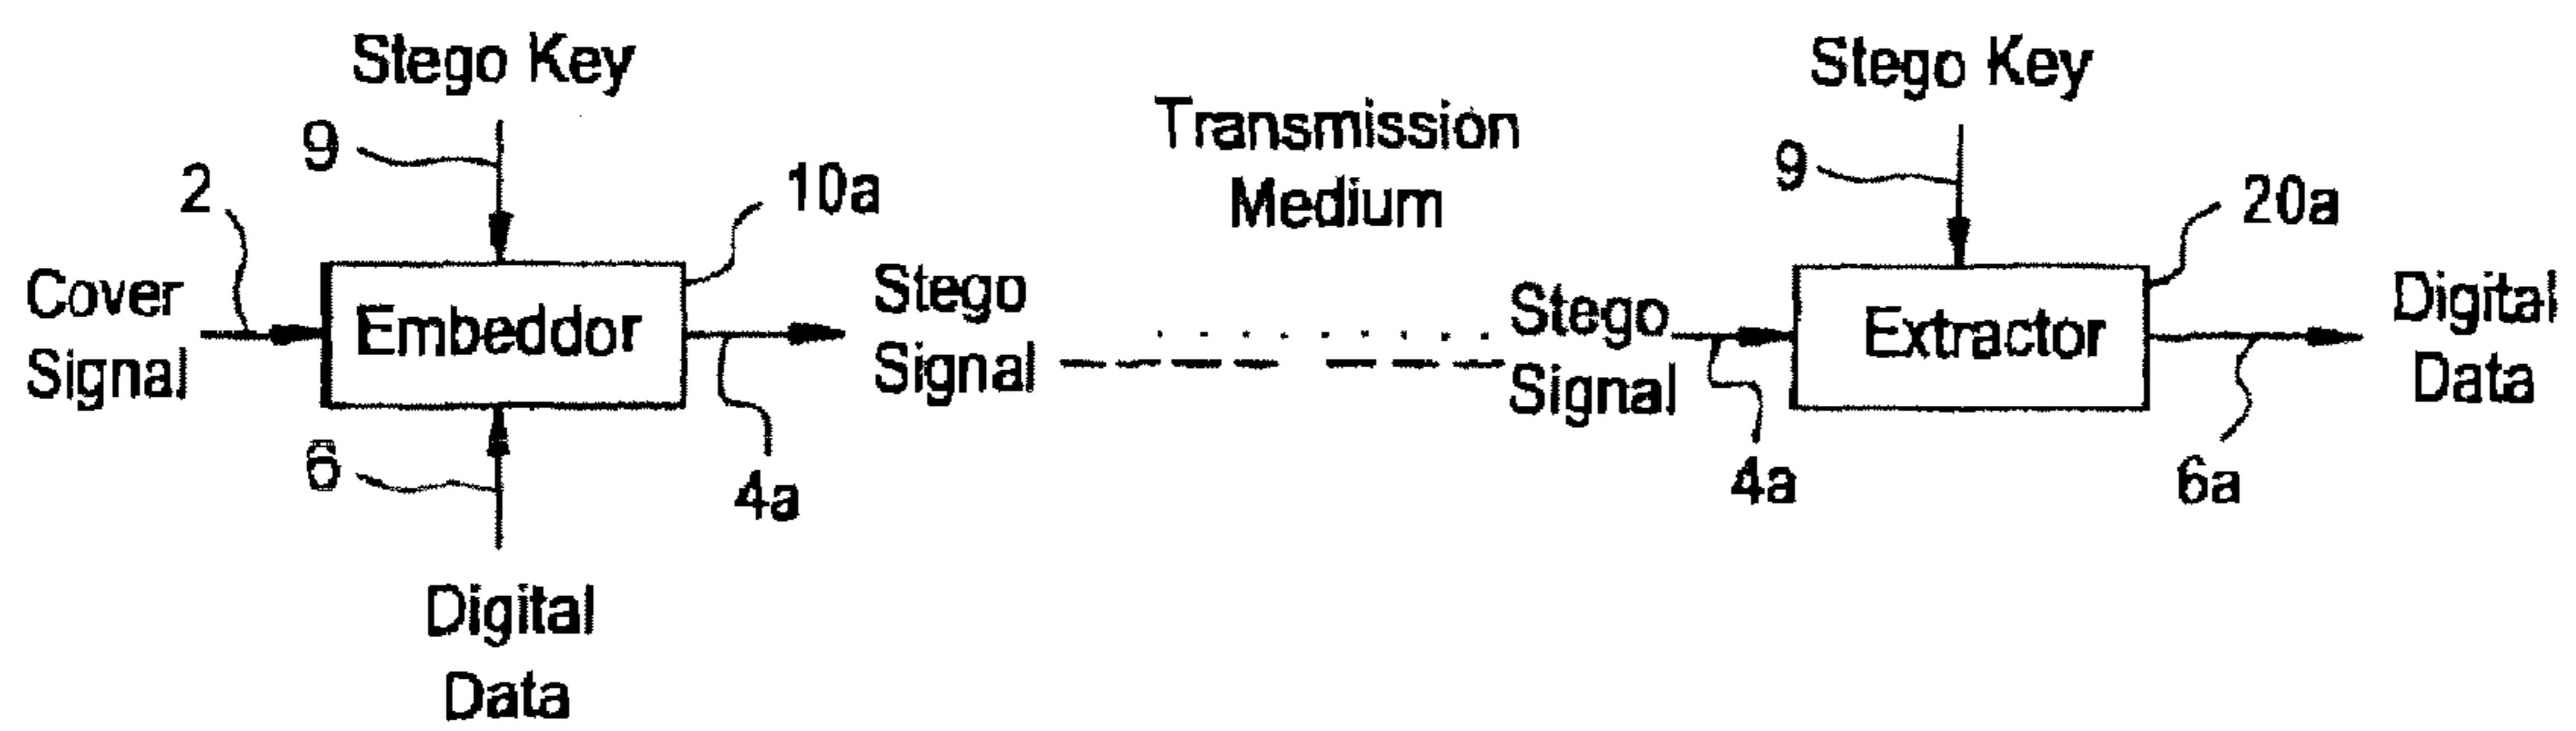 Stego Key
9
2
10a
Cover
Signal
Embeddor
Stego
Signal
4a
6
Digital
Data
Transmission
Medium
Stego Key
9
20a
Stego
Signal
Extractor
Digital
Data
4a
6a